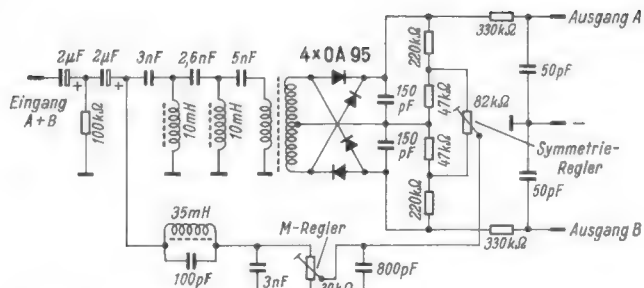 Ausgang A
330kΩ
2µF
2µF
3nF
2,6nF
5nF
4×OA 95
220kΩ
50pF
Eingang
A+B
+
+
100kΩ
10mH
10mH
150
pF
47kΩ
82kΩ
−
150
pF
47kΩ
Symmetrie-
Regler
220kΩ
50pF
35mH
M-Regler
330kΩ
Ausgang B
100pF
3nF
800pF